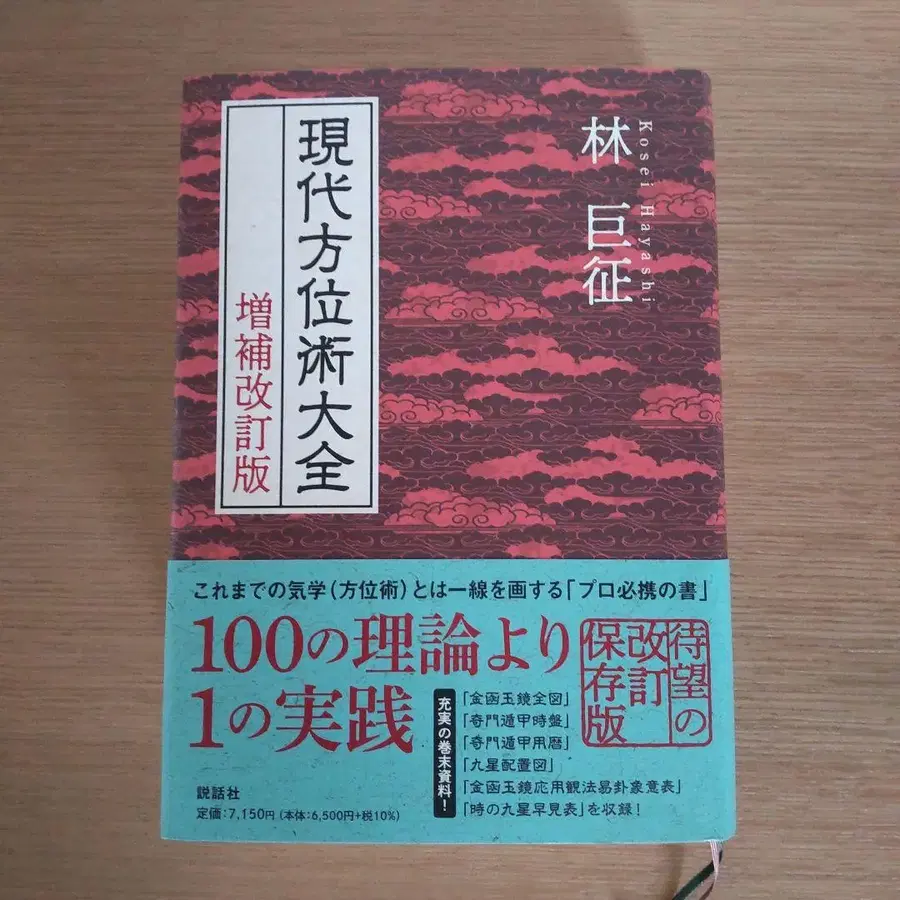 現代方位術大全
増補改訂版
林 巨征
Kosei Hayashi
これまでの気学(方位術)とは一線を画する「プロ必携の書」
100の理論より
1の実践
待望の
改訂
保存版
充実の巻末資料!
「金函玉鏡全図」
「奇門遁甲時盤」
「奇門遁甲用暦」
「九星配置図」
「金函玉鏡応用観法易卦象意表」
「時の九星早見表」を収録!
説話社
定価:7,150円(本体:6,500円+税10%)